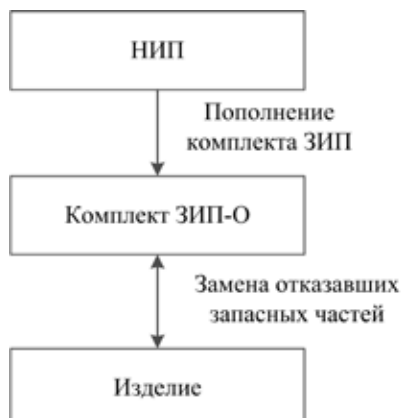 НИП
Пополнение
комплекта ЗИП
Комплект ЗИП-О
Замена отказавших
запасных частей
Изделие